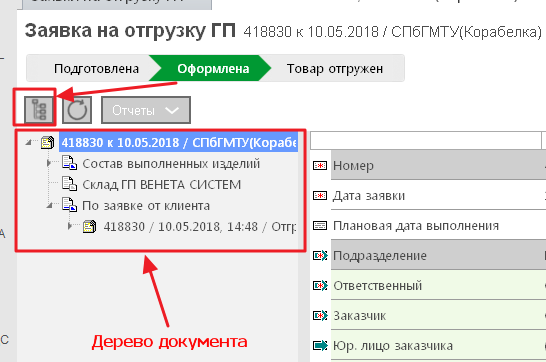 Заявка на отгрузку ГП 418830 к 10.05.2018 / СПбГМТУ(Корабелка)
Подготовлена Оформлена Товар отгружен
Отчеты
418830 к 10.05.2018 / СПбГМТУ(Корабе
Состав выполненных изделий
Склад ГП ВЕНЕТА СИСТЕМ
По заявке от клиента
418830 / 10.05.2018, 14:48 / Отг
Номер
Дата заявки
Плановая дата выполнения
Подразделение
Ответственный
Заказчик
Юр. лицо заказчика
Дерево документа